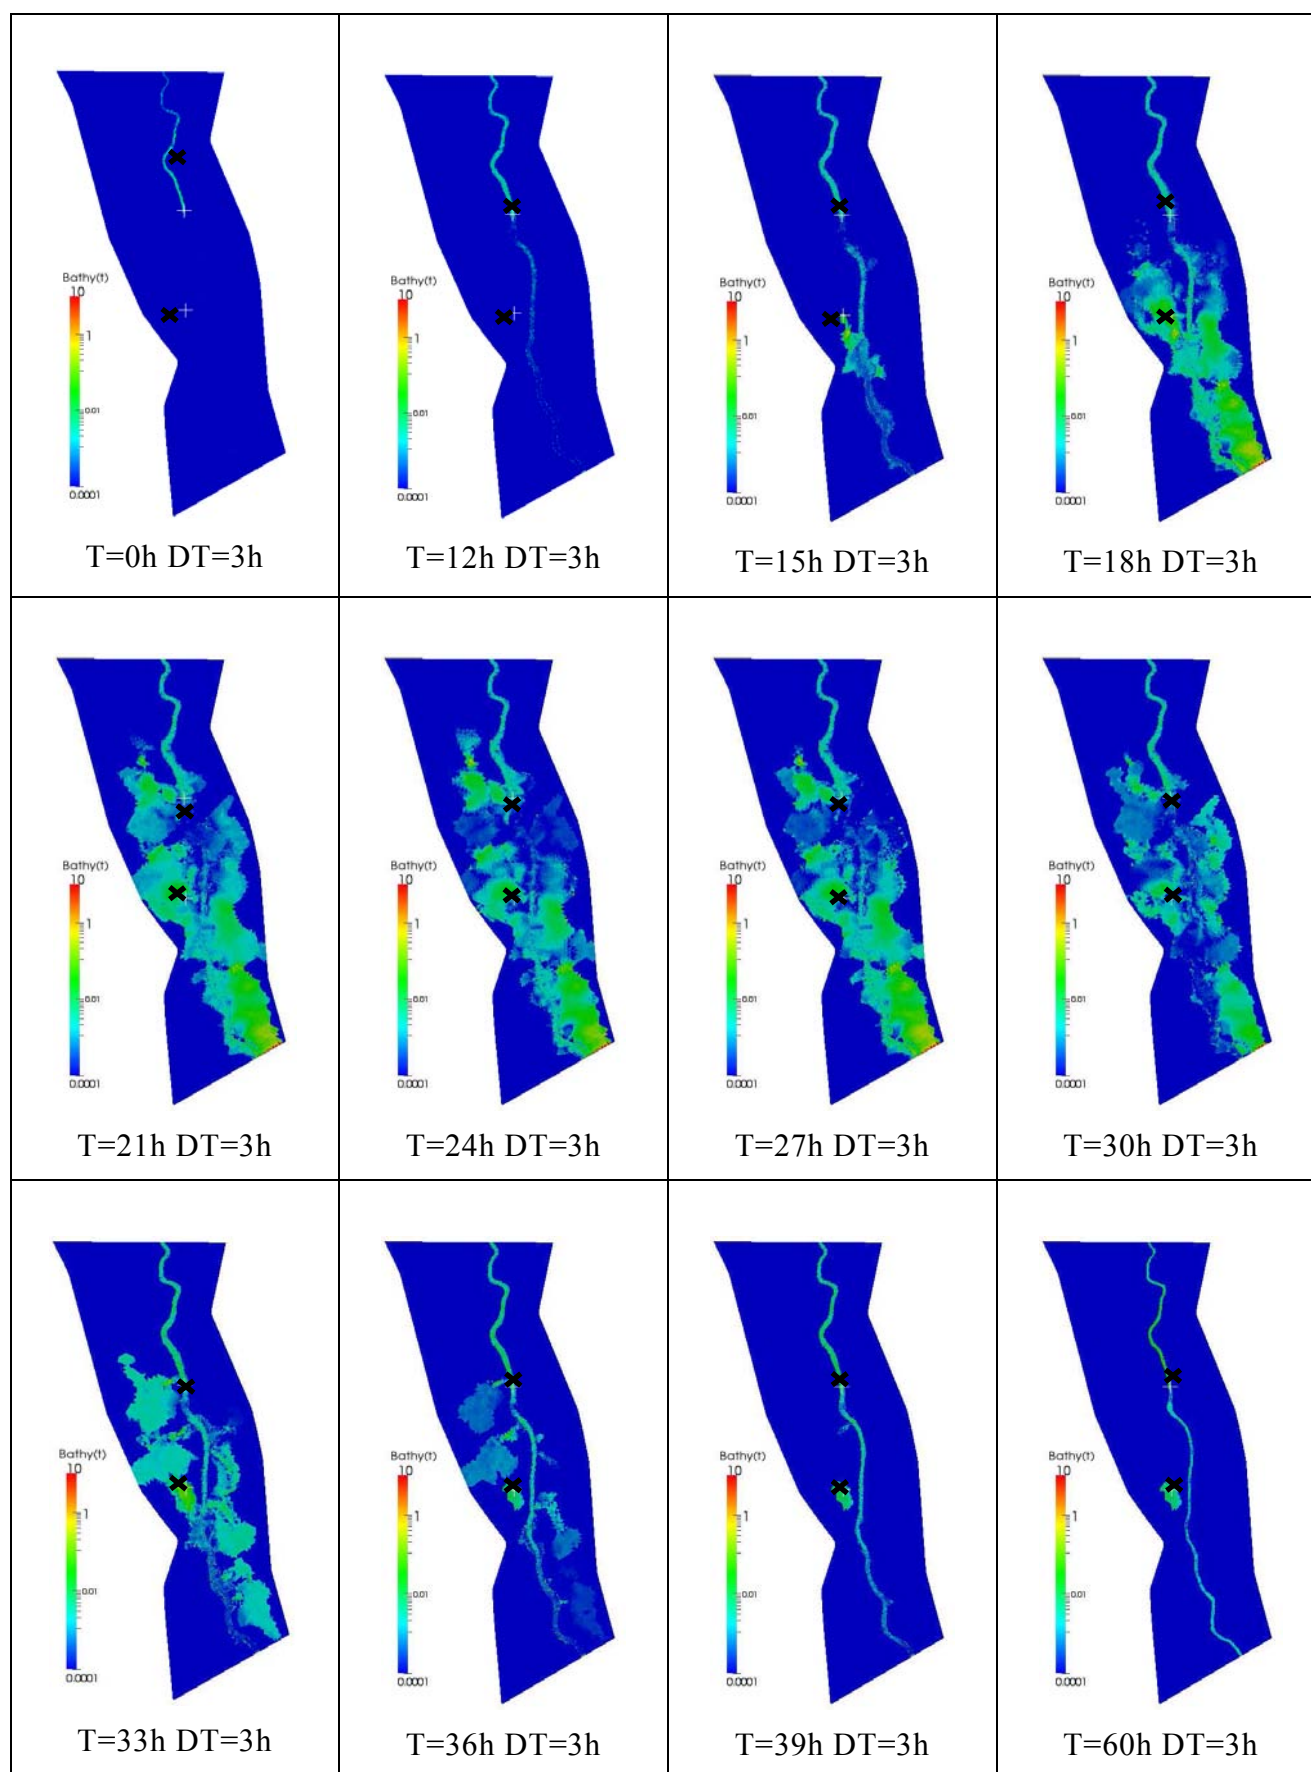 Bathy(t)
10
1
0.01
0.0001
T=0h DT=3h
Bathy(t)
10
1
0.01
0.0001
T=12h DT=3h
Bathy(t)
10
1
0.01
0.0001
T=15h DT=3h
Bathy(t)
10
1
0.01
0.0001
T=18h DT=3h
Bathy(t)
10
1
0.01
0.0001
T=21h DT=3h
Bathy(t)
10
1
0.01
0.0001
T=24h DT=3h
Bathy(t)
10
1
0.01
0.0001
T=27h DT=3h
Bathy(t)
10
1
0.01
0.0001
T=30h DT=3h
Bathy(t)
10
1
0.01
0.0001
T=33h DT=3h
Bathy(t)
10
1
0.01
0.0001
T=36h DT=3h
Bathy(t)
10
1
0.01
0.0001
T=39h DT=3h
Bathy(t)
10
1
0.01
0.0001
T=60h DT=3h